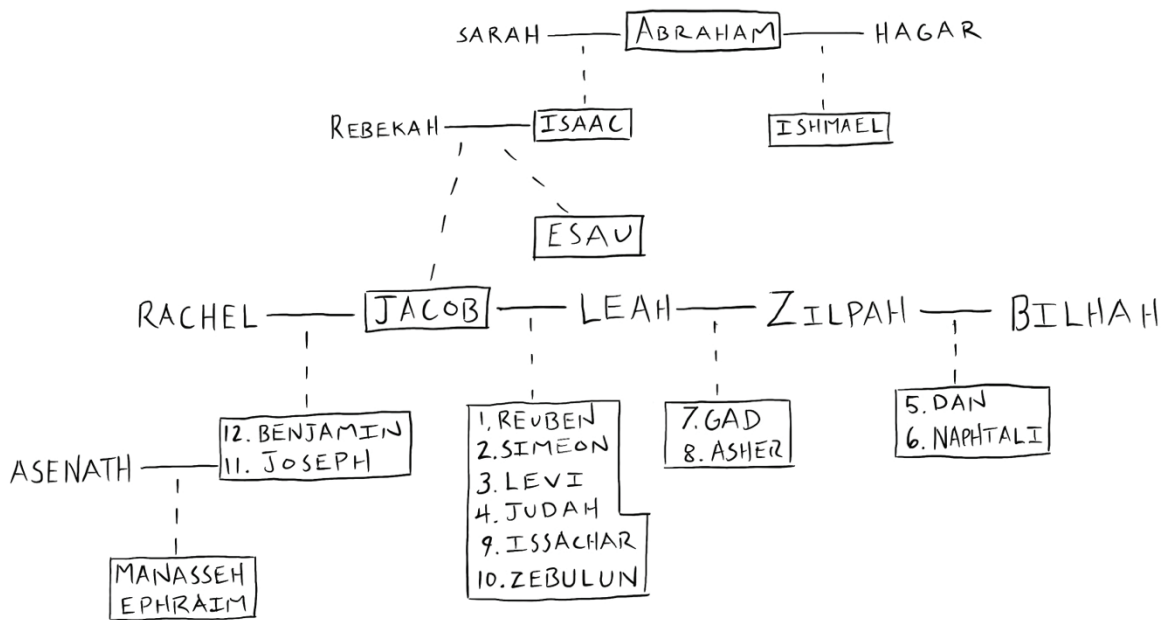 SARAH ABRAHAM HAGAR
REBEKAH ISAAC ISHMAEL
ESAU
RACHEL JACOB LEAH ZILPAH BILHAH
12. BENJAMIN
11. JOSEPH
ASENATH
MANASSEH
EPHRAIM
1. REUBEN
2. SIMEON
3. LEVI
4. JUDAH
9. ISSACHAR
10. ZEBULUN
7. GAD
8. ASHER
5. DAN
6. NAPHTALI